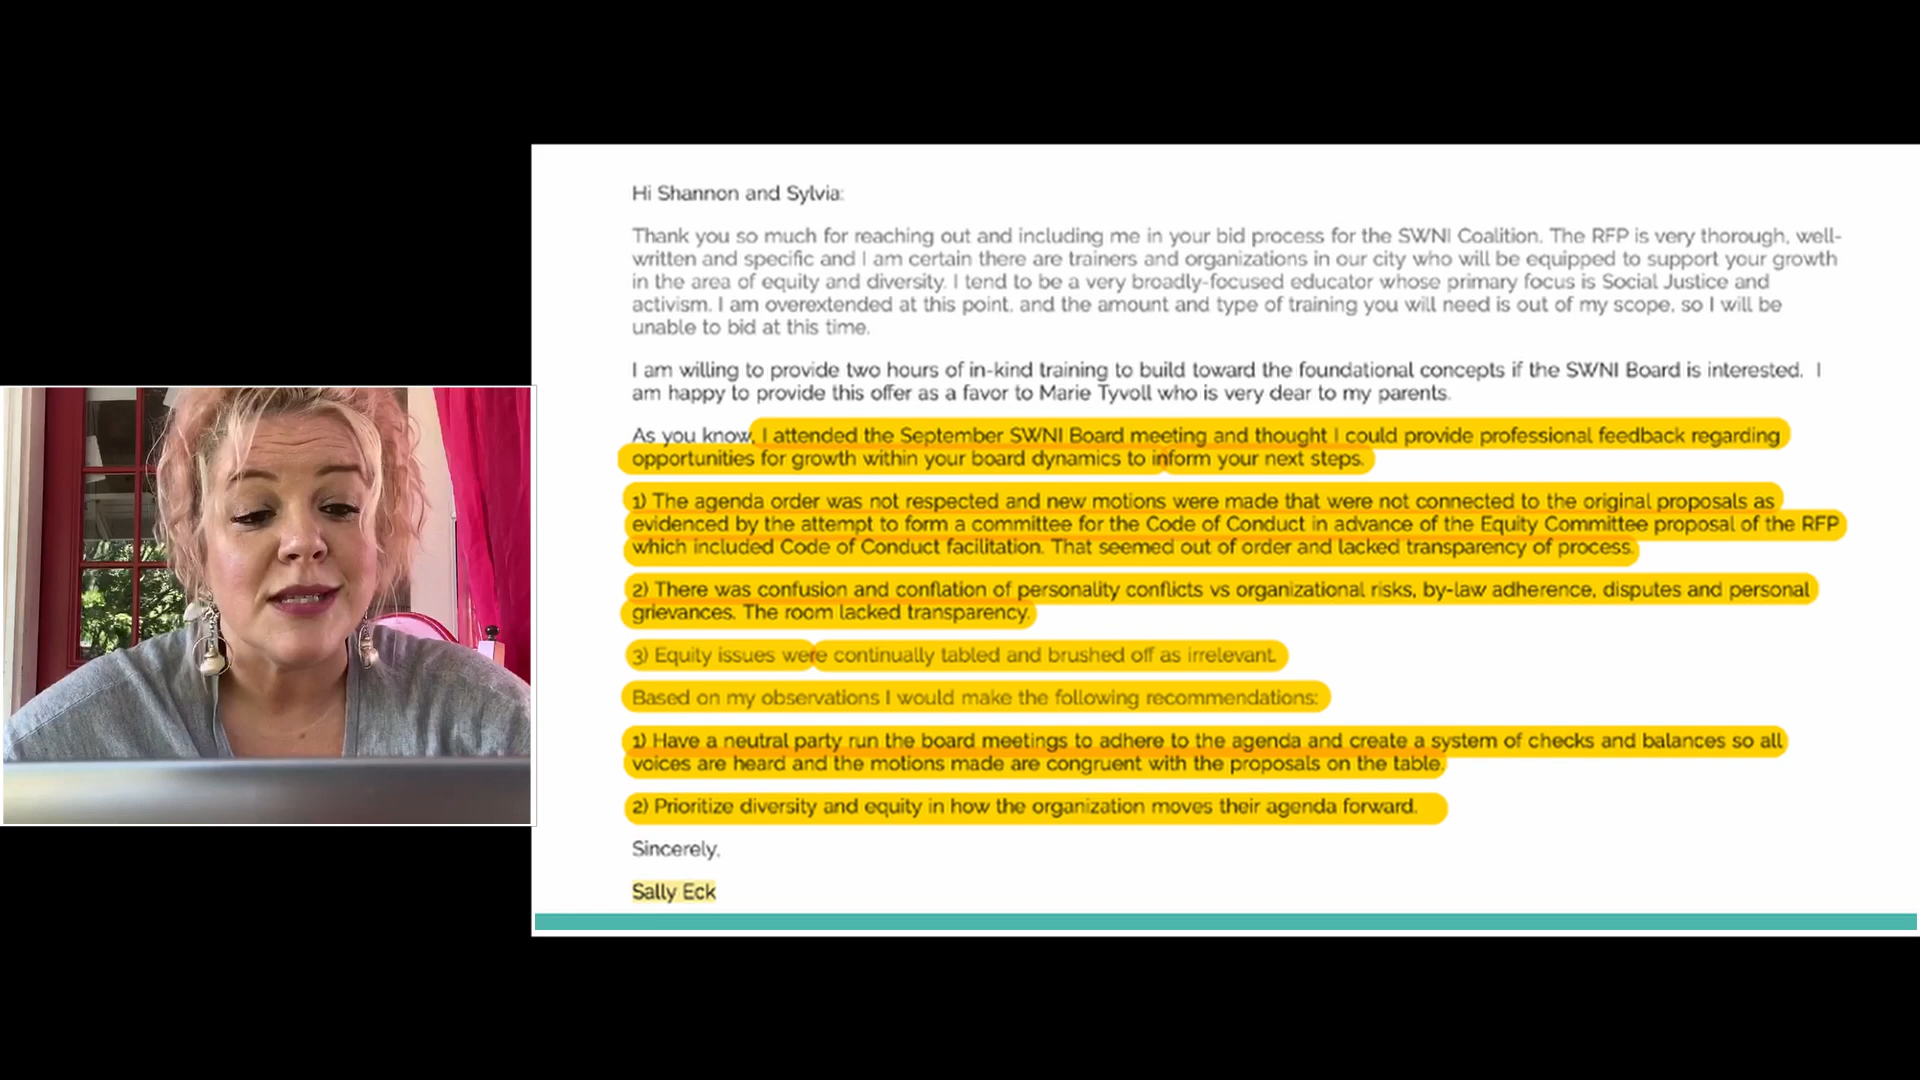 Hi Shannon and Sylvia:
Thank you so much for reaching out and including me in your bid process for the SWNI Coalition. The RFP is very thorough, well-
written and specific and I am certain there are trainers and organizations in our city who will be equipped to support your growth
in the area of equity and diversity. I tend to be a very broadly-focused educator whose primary focus is Social Justice and
activism. I am overextended at this point, and the amount and type of training you will need is out of my scope, so I will be
unable to bid at this time.
I am willing to provide two hours of in-kind training to build toward the foundational concepts if the SWNI Board is interested.  I
am happy to provide this offer as a favor to Marie Tyvoll who is very dear to my parents.
As you know, I attended the September SWNI Board meeting and thought I could provide professional feedback regarding
opportunities for growth within your board dynamics to inform your next steps.
1) The agenda order was not respected and new motions were made that were not connected to the original proposals as
evidenced by the attempt to form a committee for the Code of Conduct in advance of the Equity Committee proposal of the RFP
which included Code of Conduct facilitation. That seemed out of order and lacked transparency of process.
2) There was confusion and conflation of personality conflicts vs organizational risks, by-law adherence, disputes and personal
grievances. The room lacked transparency.
3) Equity issues were continually tabled and brushed off as irrelevant.
Based on my observations I would make the following recommendations:
1) Have a neutral party run the board meetings to adhere to the agenda and create a system of checks and balances so all
voices are heard and the motions made are congruent with the proposals on the table.
2) Prioritize diversity and equity in how the organization moves their agenda forward.
Sincerely,
Sally Eck